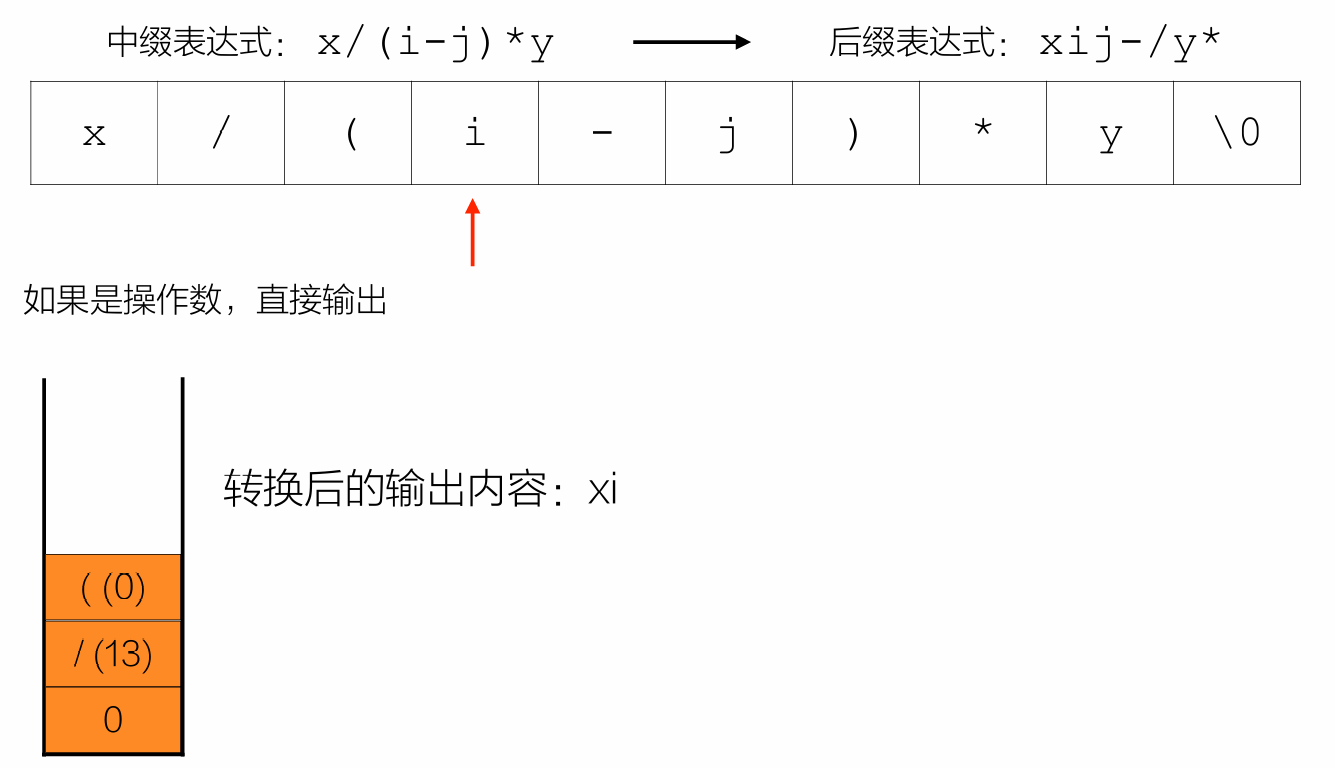 中缀表达式： x/(i-j)*y 后缀表达式： xij-/y*
x / ( i - j ) * y \0
如果是操作数，直接输出
转换后的输出内容：xi
( (0)
/ (13)
0